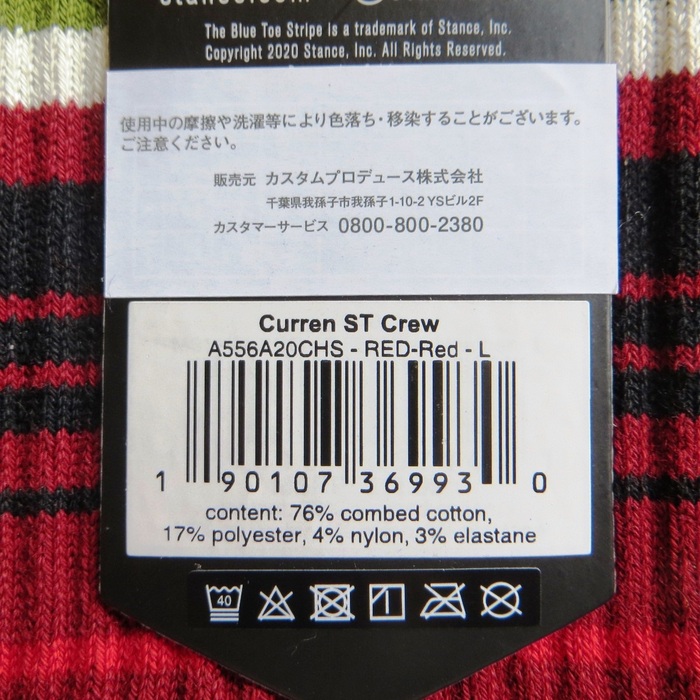 The Blue Toe Stripe is a trademark of Stance, Inc.
Copyright 2020 Stance, Inc. All Rights Reserved.
使用中の摩擦や洗濯等により色落ち・移染することがございます。
ご注意ください。
販売元 カスタムプロデュース株式会社
千葉県我孫子市我孫子1-10-2 YSビル2F
カスタマーサービス 0800-800-2380
Curren ST Crew
A556A20CHS - RED-Red - L
1 90107 36993 0
content: 76% combed cotton,
17% polyester, 4% nylon, 3% elastane
40